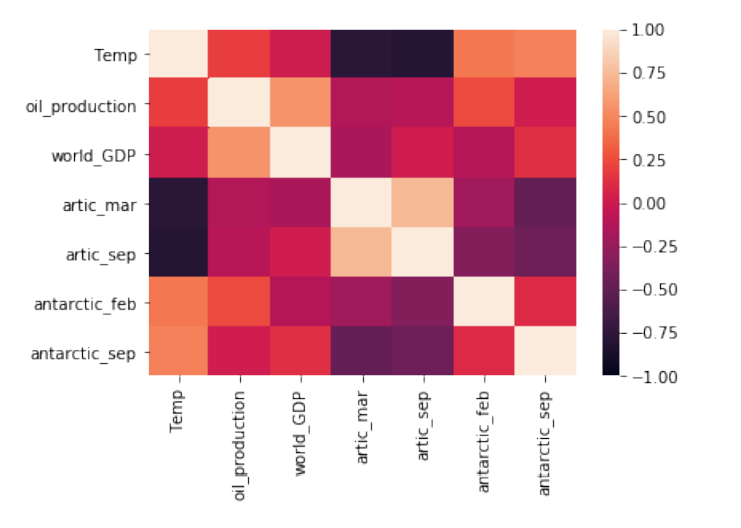 Temp
oil_production
world_GDP
artic_mar
artic_sep
antarctic_feb
antarctic_sep
Temp
oil_production
world_GDP
artic_mar
artic_sep
antarctic_feb
antarctic_sep
1.00
0.75
0.50
0.25
0.00
−0.25
−0.50
−0.75
−1.00